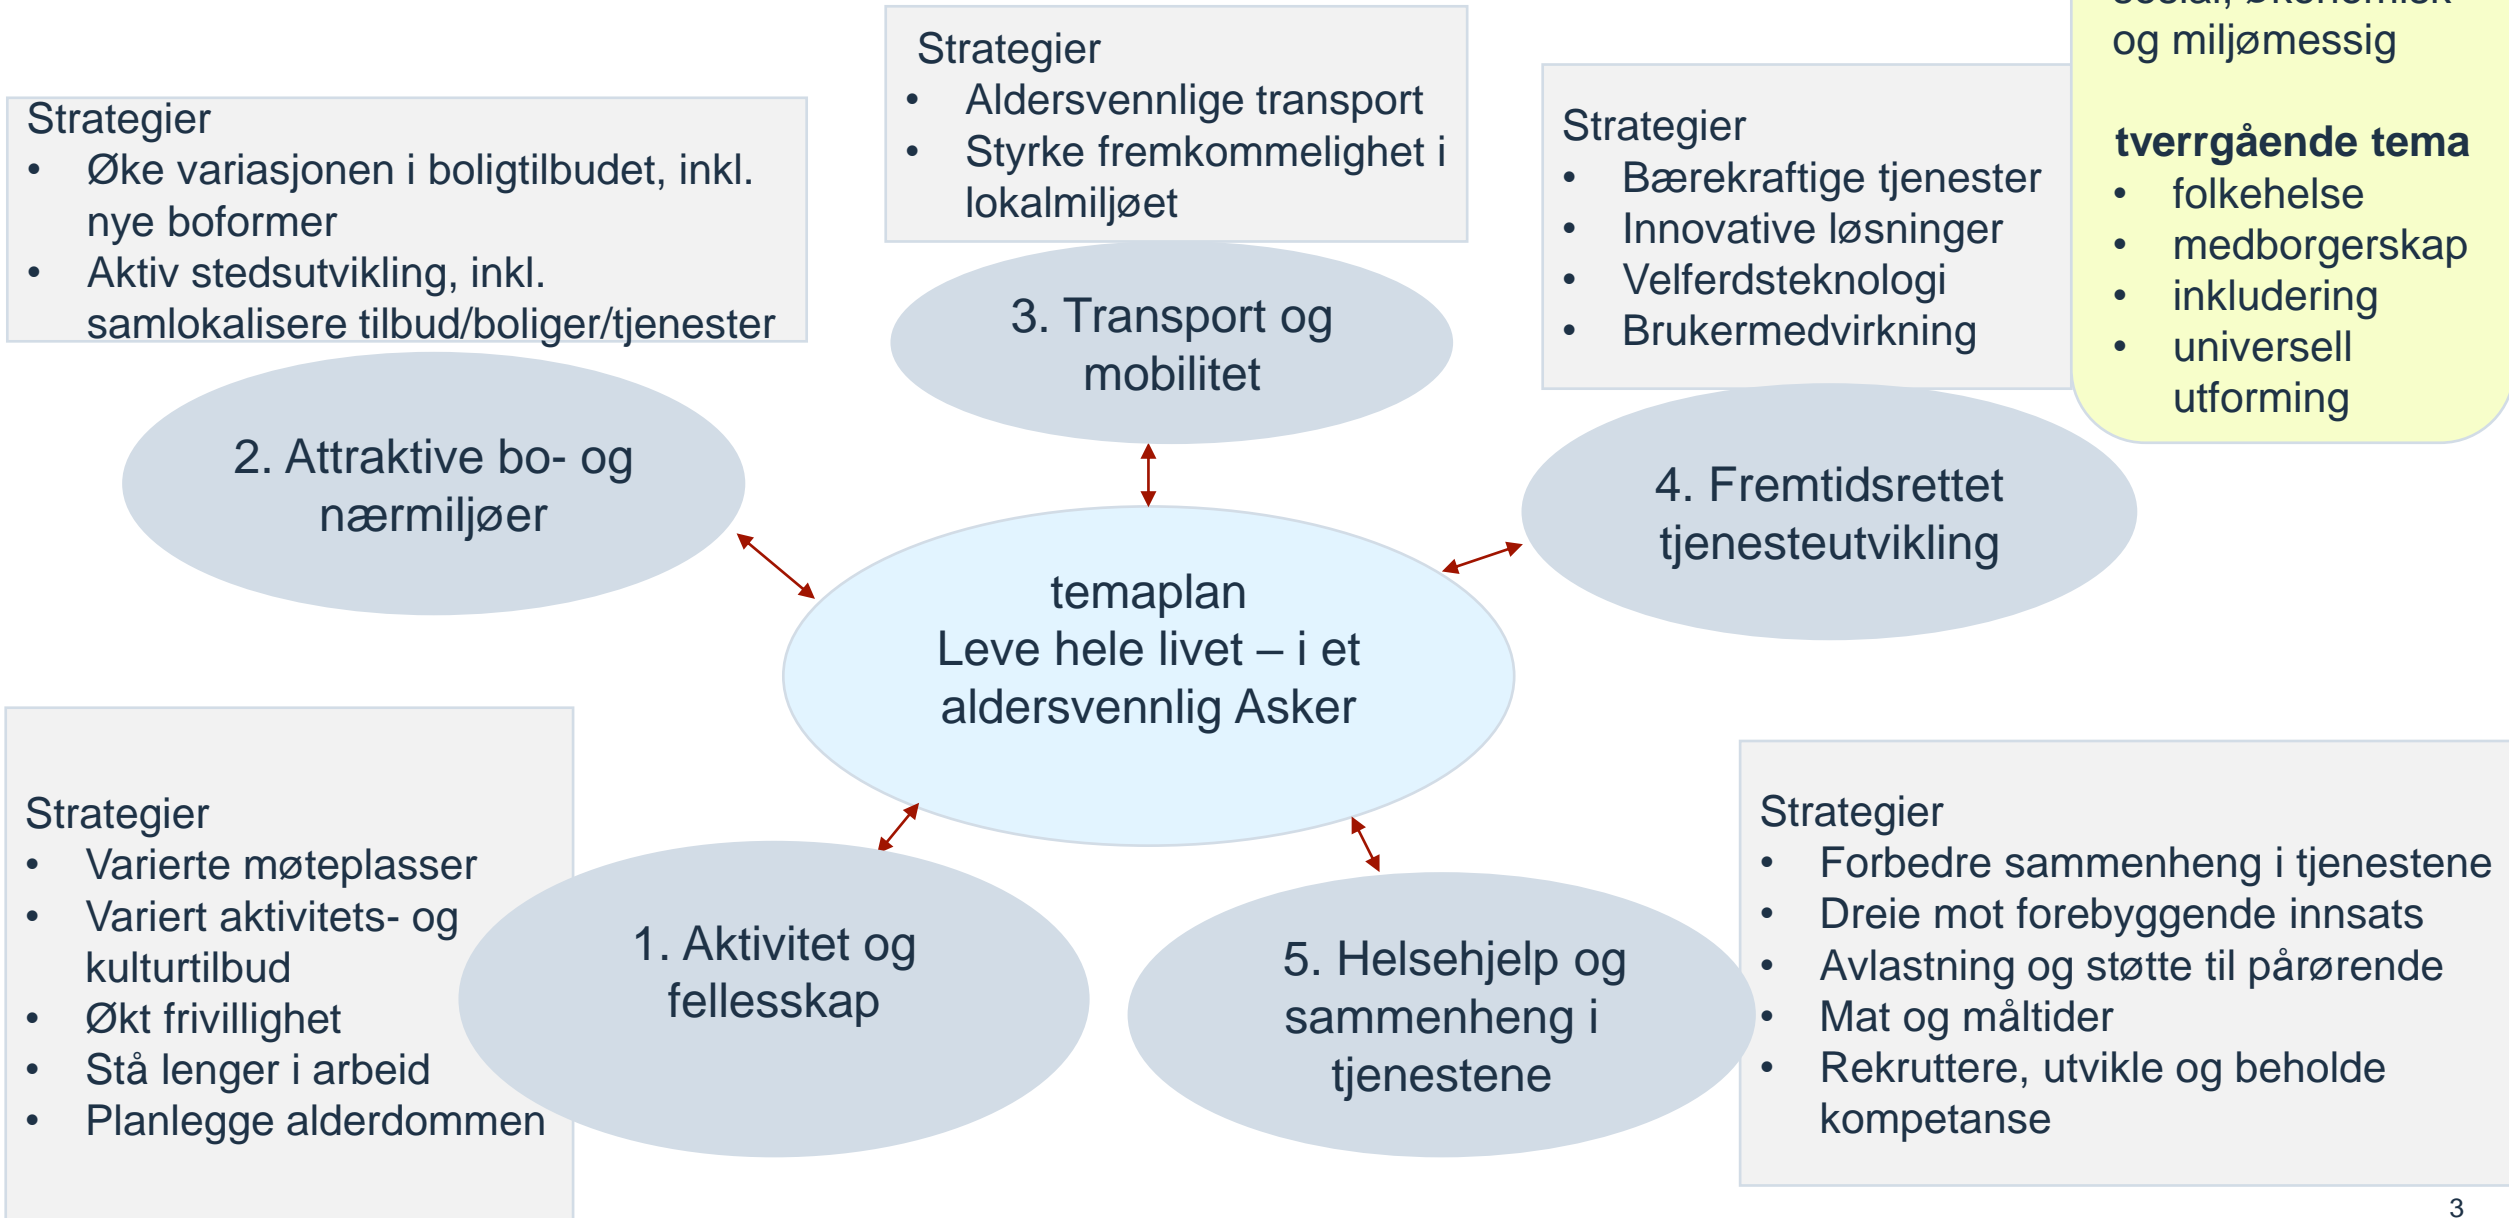 Strategier
• Øke variasjonen i boligtilbudet, inkl.
nye boformer
• Aktiv stedsutvikling, inkl.
samlokalisere tilbud/boliger/tjenester
Strategier
• Aldersvennlige transport
• Styrke fremkommelighet i
lokalmiljøet
Strategier
• Bærekraftige tjenester
• Innovative løsninger
• Velferdsteknologi
• Brukermedvirkning
sosial, økonomisk
og miljømessig
tverrgående tema
• folkehelse
• medborgerskap
• inkludering
• universell
utforming
2. Attraktive bo- og
nærmiljøer
3. Transport og
mobilitet
4. Fremtidsrettet
tjenesteutvikling
temaplan
Leve hele livet – i et
aldersvennlig Asker
Strategier
• Varierte møteplasser
• Variert aktivitets- og
kulturtilbud
• Økt frivillighet
• Stå lenger i arbeid
• Planlegge alderdommen
1. Aktivitet og
fellesskap
5. Helsehjelp og
sammenheng i
tjenestene
Strategier
• Forbedre sammenheng i tjenestene
• Dreie mot forebyggende innsats
• Avlastning og støtte til pårørende
• Mat og måltider
• Rekruttere, utvikle og beholde
kompetanse
3